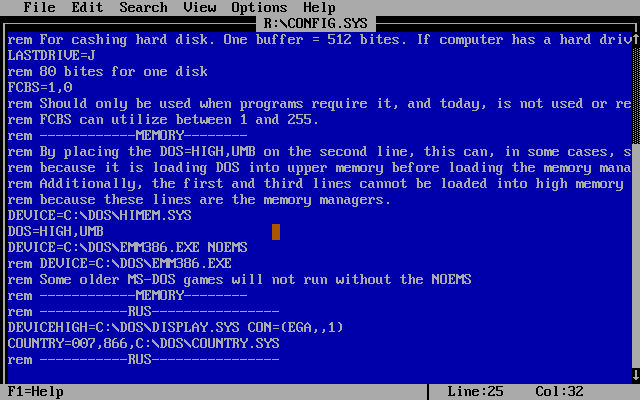 File Edit Search View Options Help
R:\CONFIG.SYS
rem For cashing hard disk. One buffer = 512 bites. If computer has a hard driv
LASTDRIVE=J
rem 80 bites for one disk
FCBS=1,0
rem Should only be used when programs require it, and today, is not used or re
rem FCBS can utilize between 1 and 255.
rem ------------MEMORY--------
rem By placing the DOS=HIGH,UMB on the second line, this can, in some cases, s
rem because it is loading DOS into upper memory before loading the memory mana
rem Additionally, the first and third lines cannot be loaded into high memory
rem because these lines are the memory managers.
DEVICE=C:\DOS\HIMEM.SYS
DOS=HIGH,UMB
DEVICE=C:\DOS\EMM386.EXE NOEMS
rem DEVICE=C:\DOS\EMM386.EXE
rem Some older MS-DOS games will not run without the NOEMS
rem ------------MEMORY--------
rem -----------RUS----------------
DEVICEHIGH=C:\DOS\DISPLAY.SYS CON=(EGA,,1)
COUNTRY=007,866,C:\DOS\COUNTRY.SYS
rem -----------RUS----------------
F1=Help Line:25 Col:32